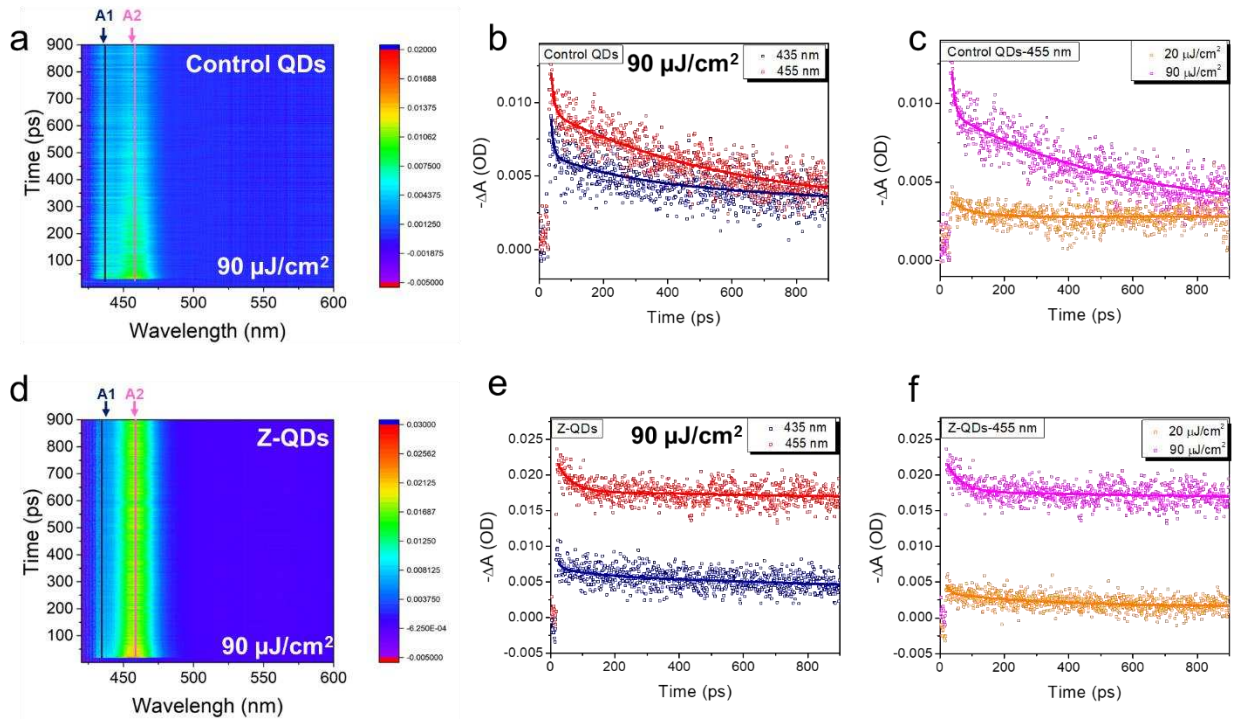 a
A1 A2
Control QDs
90 µJ/cm²
Time (ps)
900
800
700
600
500
400
300
200
100
450 500 550 600
Wavelength (nm)
0.02000
0.01688
0.01375
0.01062
0.007500
0.004375
0.001250
-0.001875
-0.005000
b
Control QDs
90 µJ/cm²
435 nm
455 nm
-ΔA (OD)
0.010
0.005
0.000
0 200 400 600 800
Time (ps)
c
Control QDs-455 nm
20 µJ/cm²
90 µJ/cm²
-ΔA (OD)
0.010
0.005
0.000
0 200 400 600 800
Time (ps)
d
A1 A2
Z-QDs
90 µJ/cm²
Time (ps)
900
800
700
600
500
400
300
200
100
450 500 550 600
Wavelengh (nm)
0.03000
0.02562
0.02125
0.01688
0.01250
0.008125
0.003750
-6.250E-04
-0.005000
e
Z-QDs
90 µJ/cm²
435 nm
455 nm
-ΔA (OD)
0.025
0.020
0.015
0.010
0.005
0.000
-0.005
0 200 400 600 800
Time (ps)
f
Z-QDs-455 nm
20 µJ/cm²
90 µJ/cm²
-ΔA (OD)
0.025
0.020
0.015
0.010
0.005
0.000
-0.005
0 200 400 600 800
Time (ps)